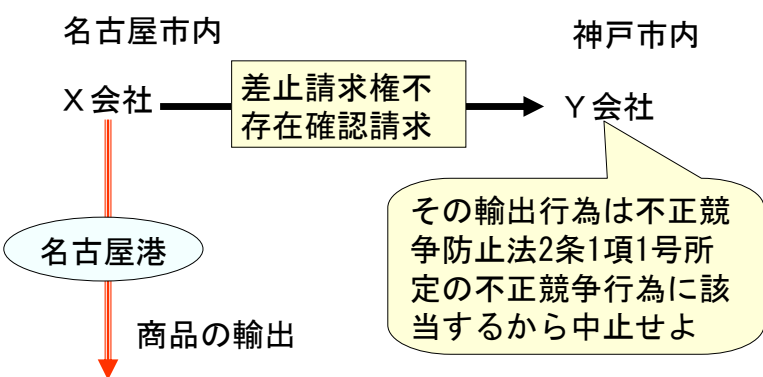 名古屋市内
神戸市内
X会社
差止請求権不
存在確認請求
Y会社
その輸出行為は不正競
争防止法2条1項1号所
定の不正競争行為に該
当するから中止せよ
名古屋港
商品の輸出